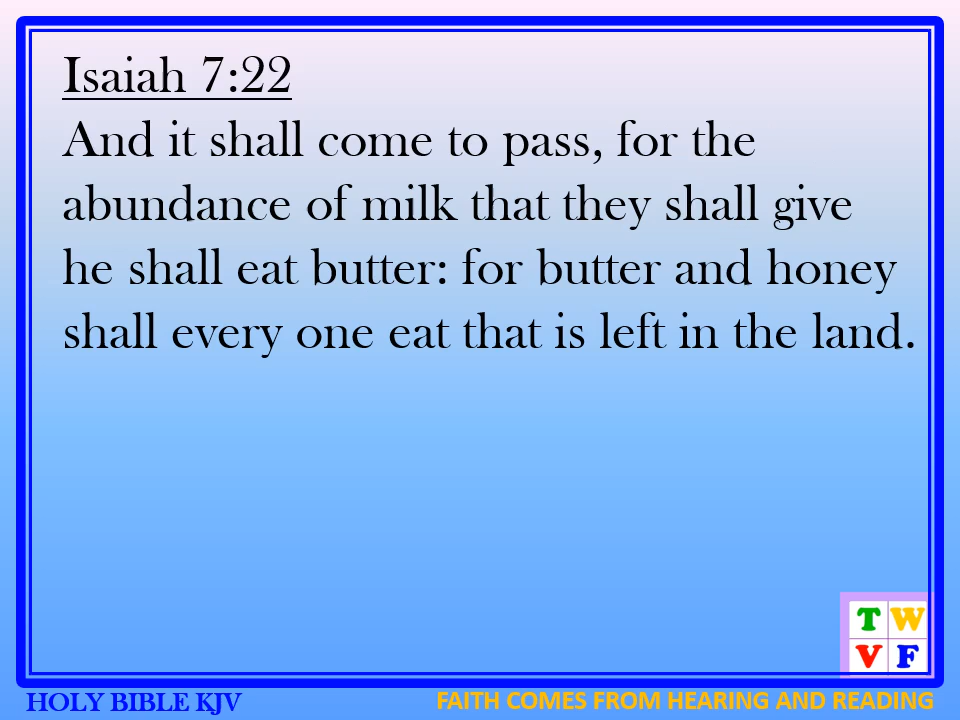 Isaiah 7:22
And it shall come to pass, for the
abundance of milk that they shall give
he shall eat butter: for butter and honey
shall every one eat that is left in the land.
T W
V F
HOLY BIBLE KJV
FAITH COMES FROM HEARING AND READING